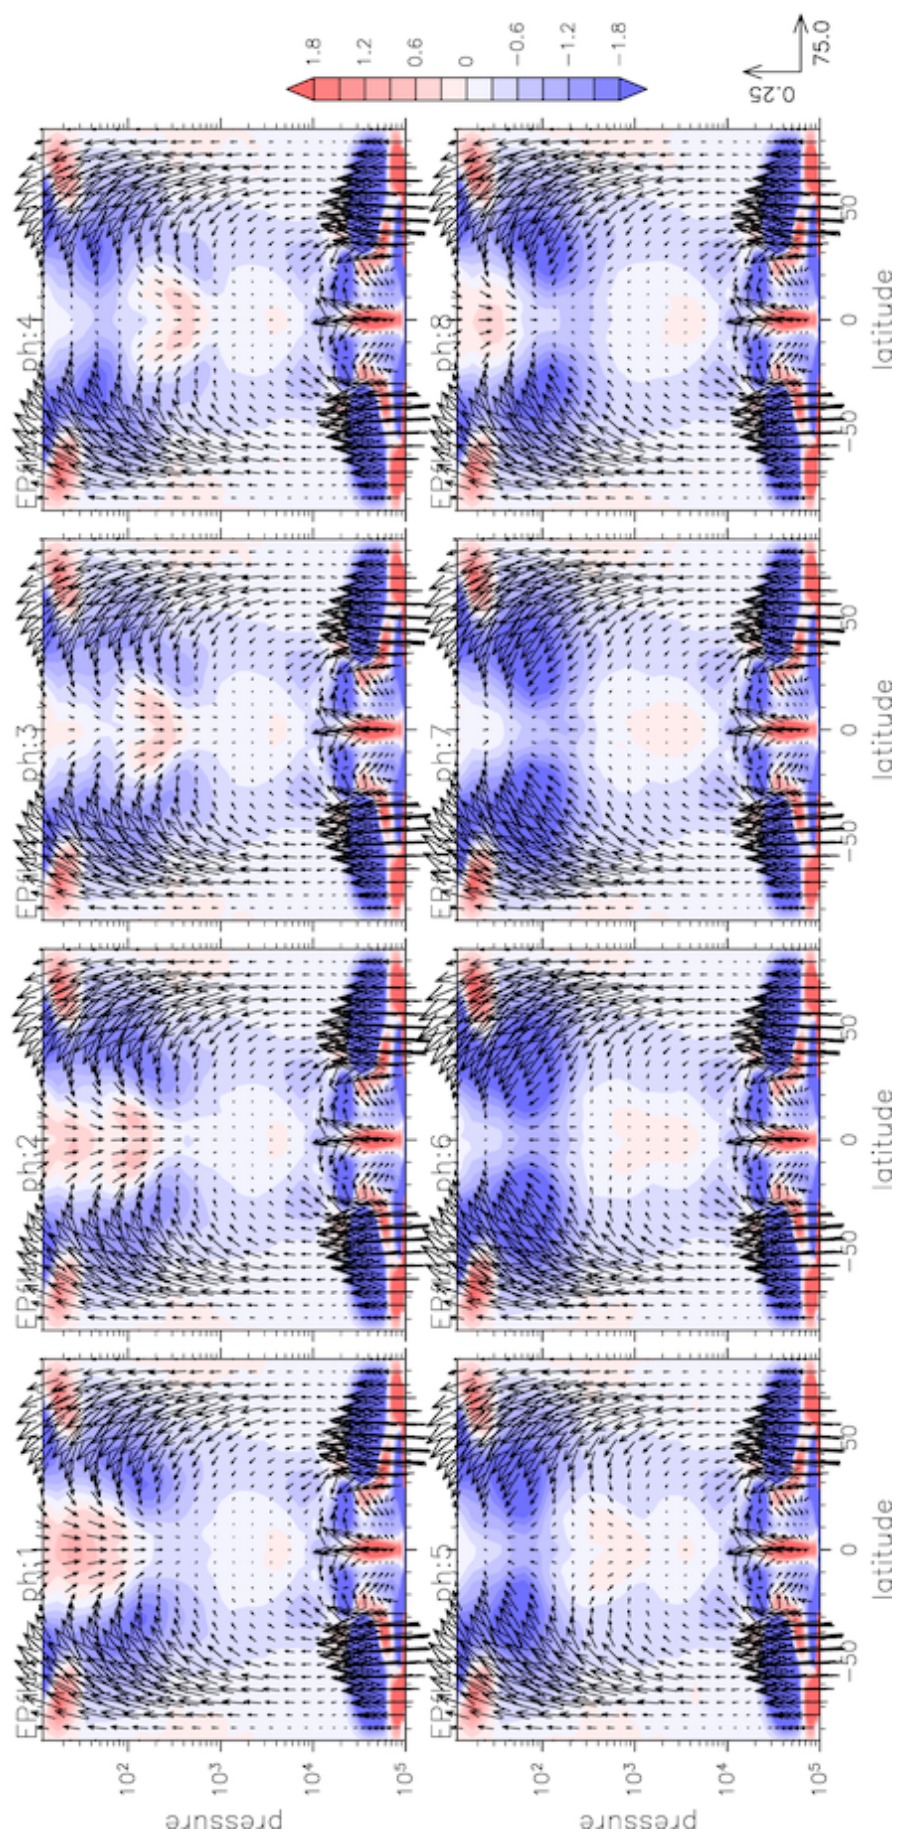 ph:1
ph:2
ph:3
ph:4
pressure
10²
10³
10⁴
10⁵
ph:5
ph:6
ph:7
ph:8
pressure
10²
10³
10⁴
10⁵
-50 0 50
-50 0 50
-50 0 50
-50 0 50
latitude
latitude
latitude
latitude
1.8
1.2
0.6
0
-0.6
-1.2
-1.8
0.25
75.0